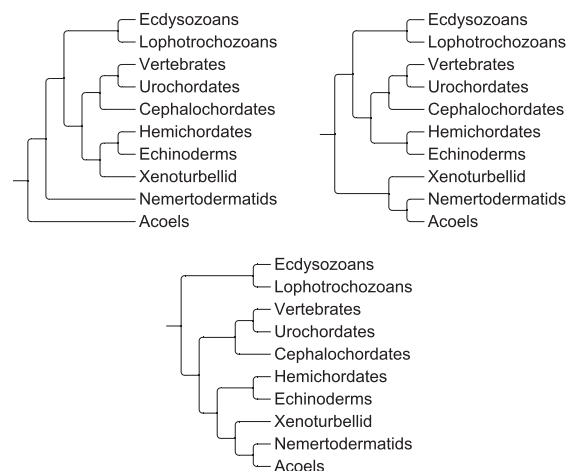 Ecdysozoans
Lophotrochozoans
Vertebrates
Urochordates
Cephalochordates
Hemichordates
Echinoderms
Xenoturbellid
Nemertodermatids
Acoels
Ecdysozoans
Lophotrochozoans
Vertebrates
Urochordates
Cephalochordates
Hemichordates
Echinoderms
Xenoturbellid
Nemertodermatids
Acoels
Ecdysozoans
Lophotrochozoans
Vertebrates
Urochordates
Cephalochordates
Hemichordates
Echinoderms
Xenoturbellid
Nemertodermatids
Acoels